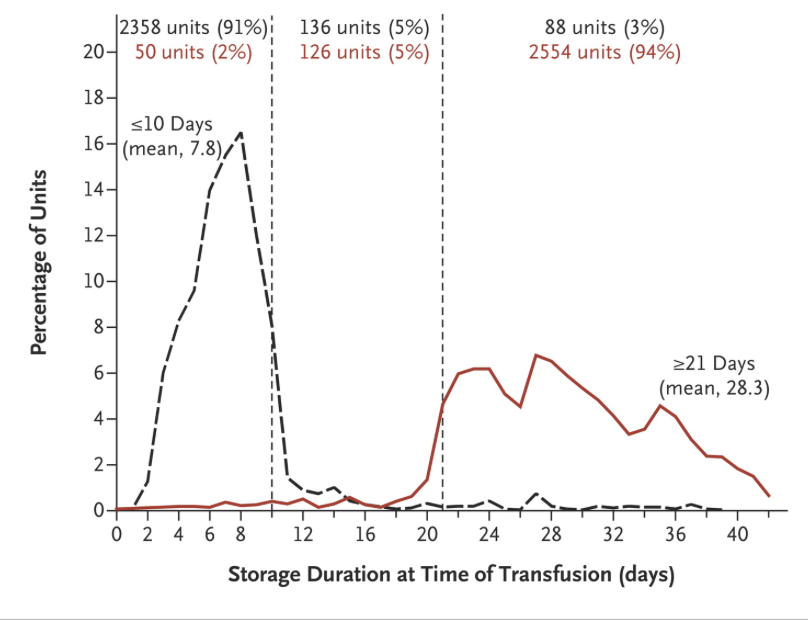 2358 units (91%)
136 units (5%)
88 units (3%)
50 units (2%)
126 units (5%)
2554 units (94%)
≤10 Days
(mean, 7.8)
≥21 Days
(mean, 28.3)
Percentage of Units
20
18
16
14
12
10
8
6
4
2
0
0 2 4 6 8 12 16 20 24 28 32 36 40
Storage Duration at Time of Transfusion (days)